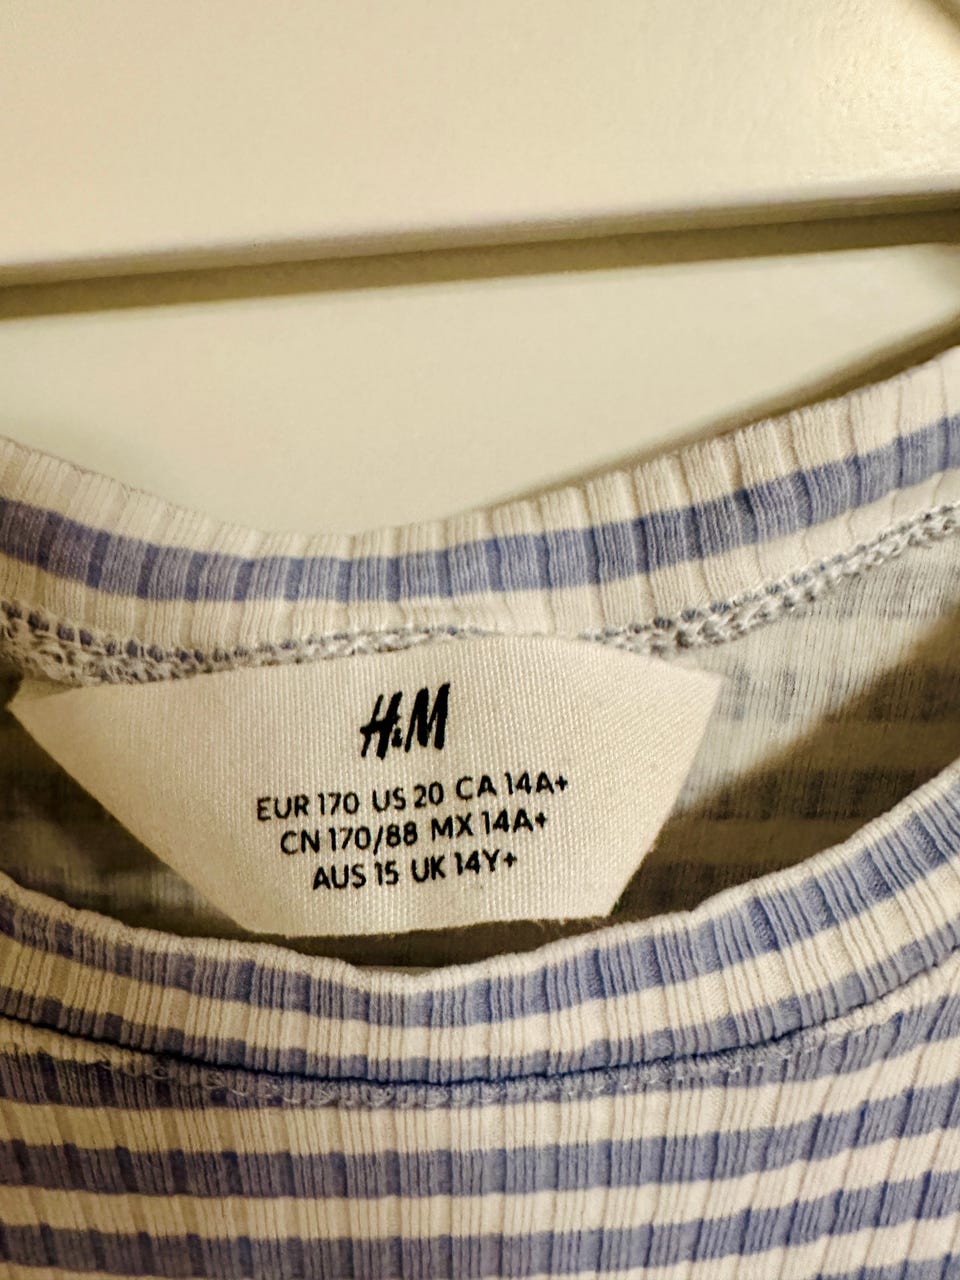 H&M
EUR 170 US 20 CA 14A+
CN 170/88 MX 14A+
AUS 15 UK 14Y+